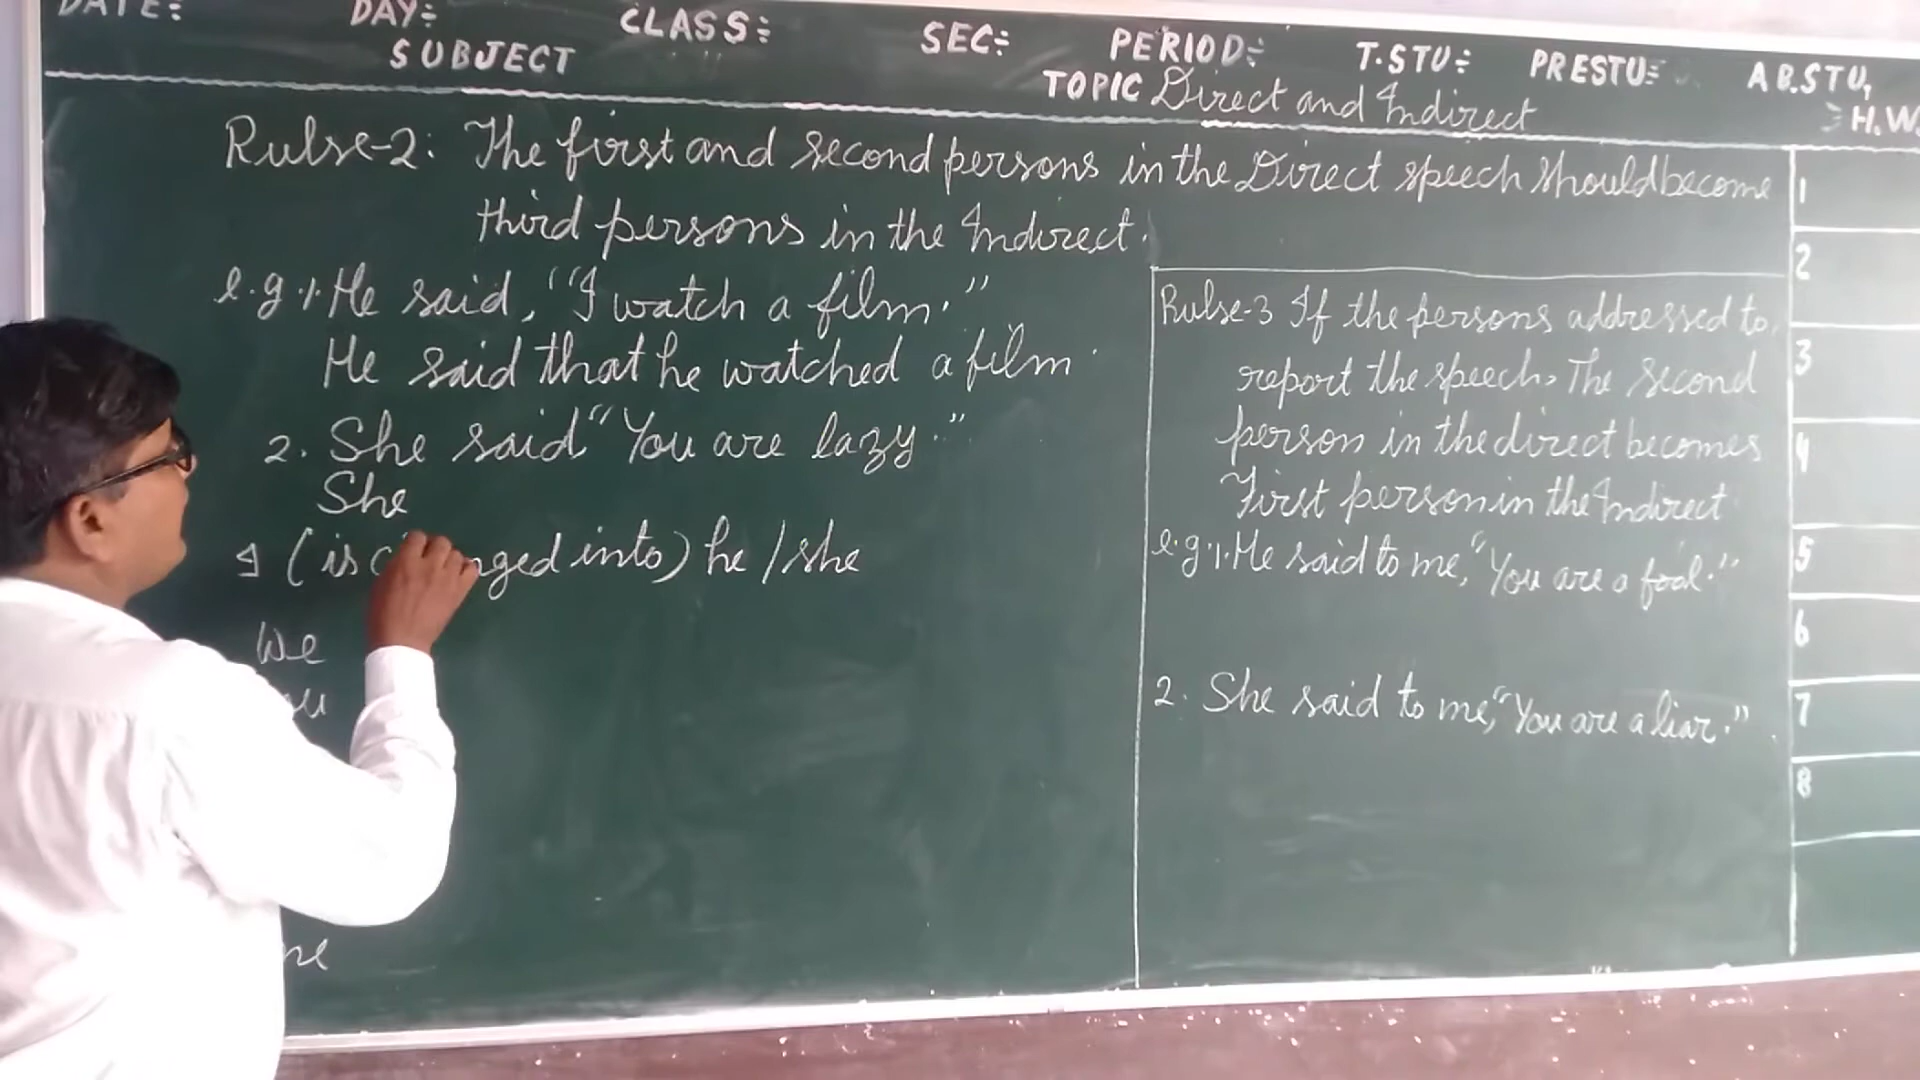 DATE:
DAY:
CLASS:
SEC:
PERIOD:
T.STU:
PRESTU:
AB.STU,
SUBJECT
TOPIC Direct and Indirect
H.W.
Rulse-2: The first and second persons in the Direct speech should become
third persons in the Indirect.
e.g.1. He said, "I watch a film."
He said that he watched a film.
2. She said "You are lazy."
She
I (is changed into) he / she
We
me
Rulse-3 If the persons addressed to,
report the speech, The second
person in the direct becomes
First person in the Indirect
e.g.1. He said to me, "You are a fool."
2. She said to me, "You are a liar."
1
2
3
4
5
6
7
8